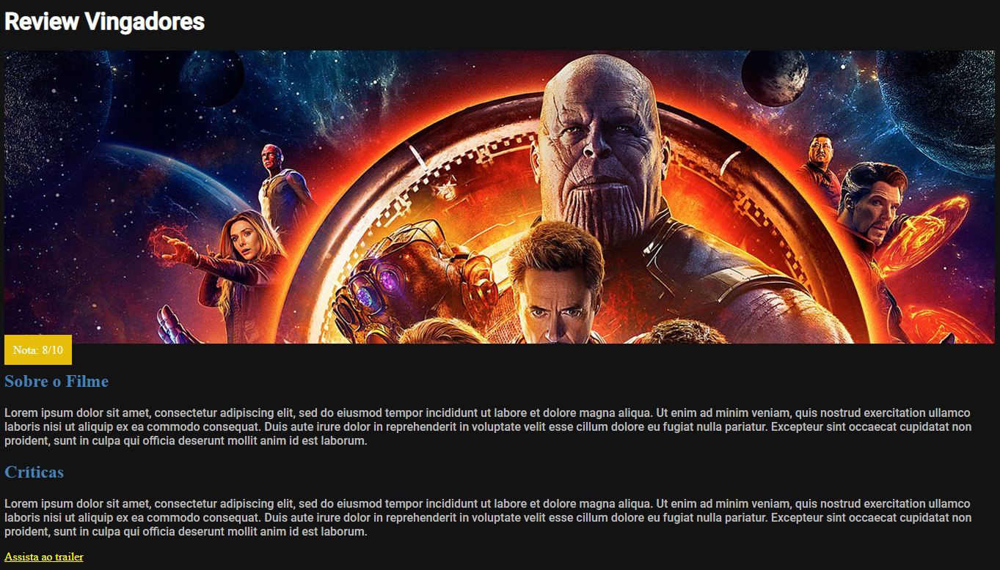 Review Vingadores
Nota: 8/10
Sobre o Filme
Lorem ipsum dolor sit amet, consectetur adipiscing elit, sed do eiusmod tempor incididunt ut labore et dolore magna aliqua. Ut enim ad minim veniam, quis nostrud exercitation ullamco
laboris nisi ut aliquip ex ea commodo consequat. Duis aute irure dolor in reprehenderit in voluptate velit esse cillum dolore eu fugiat nulla pariatur. Excepteur sint occaecat cupidatat non
proident, sunt in culpa qui officia deserunt mollit anim id est laborum.
Críticas
Lorem ipsum dolor sit amet, consectetur adipiscing elit, sed do eiusmod tempor incididunt ut labore et dolore magna aliqua. Ut enim ad minim veniam, quis nostrud exercitation ullamco
laboris nisi ut aliquip ex ea commodo consequat. Duis aute irure dolor in reprehenderit in voluptate velit esse cillum dolore eu fugiat nulla pariatur. Excepteur sint occaecat cupidatat non
proident, sunt in culpa qui officia deserunt mollit anim id est laborum.
Assista ao trailer